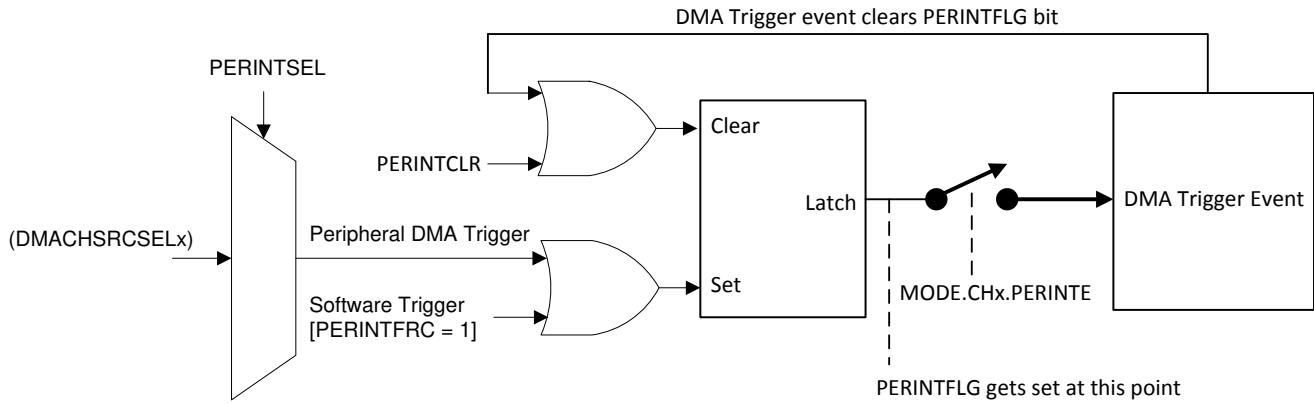 DMA Trigger event clears PERINTFLG bit
PERINTSEL
Clear
PERINTCLR
Latch
DMA Trigger Event
(DMACHSRCSELx)
Peripheral DMA Trigger
Set
MODE.CHx.PERINTE
Software Trigger
[PERINTFRC = 1]
PERINTFLG gets set at this point